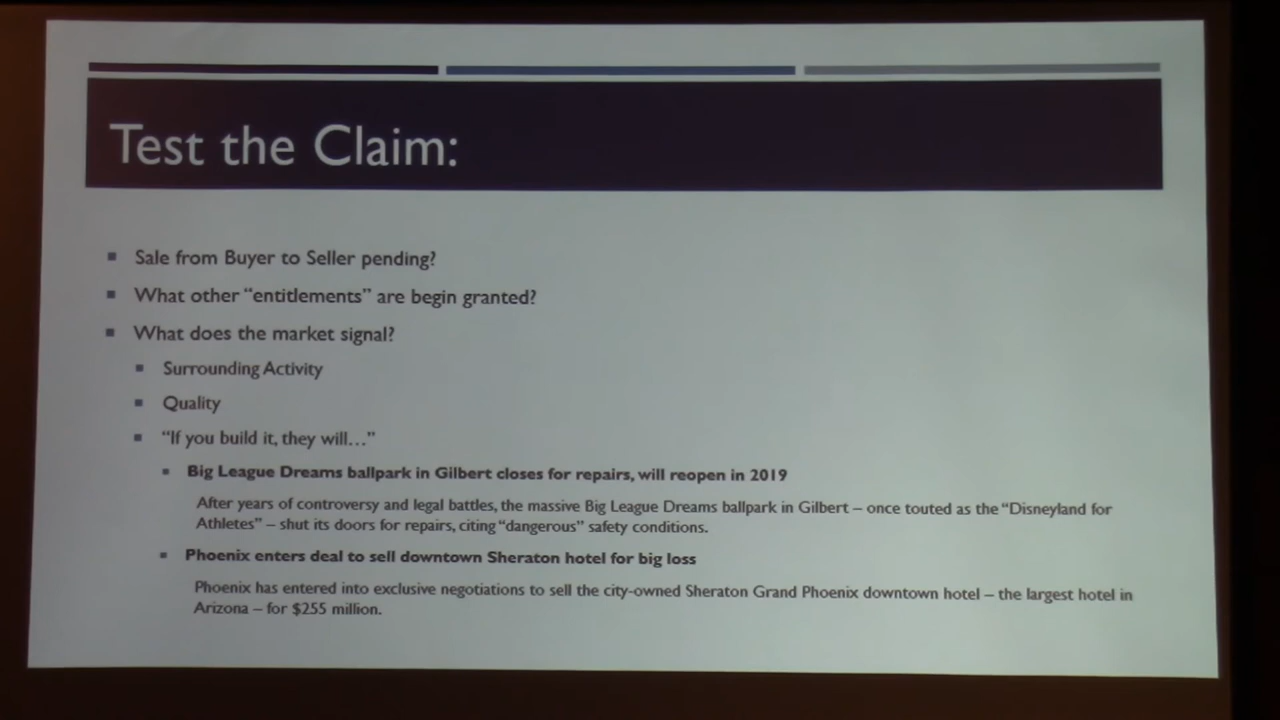 Test the Claim:
Sale from Buyer to Seller pending?
What other “entitlements” are begin granted?
What does the market signal?
Surrounding Activity
Quality
“If you build it, they will…”
Big League Dreams ballpark in Gilbert closes for repairs, will reopen in 2019
After years of controversy and legal battles, the massive Big League Dreams ballpark in Gilbert – once touted as the “Disneyland for
Athletes” – shut its doors for repairs, citing “dangerous” safety conditions.
Phoenix enters deal to sell downtown Sheraton hotel for big loss
Phoenix has entered into exclusive negotiations to sell the city-owned Sheraton Grand Phoenix downtown hotel – the largest hotel in
Arizona – for $255 million.